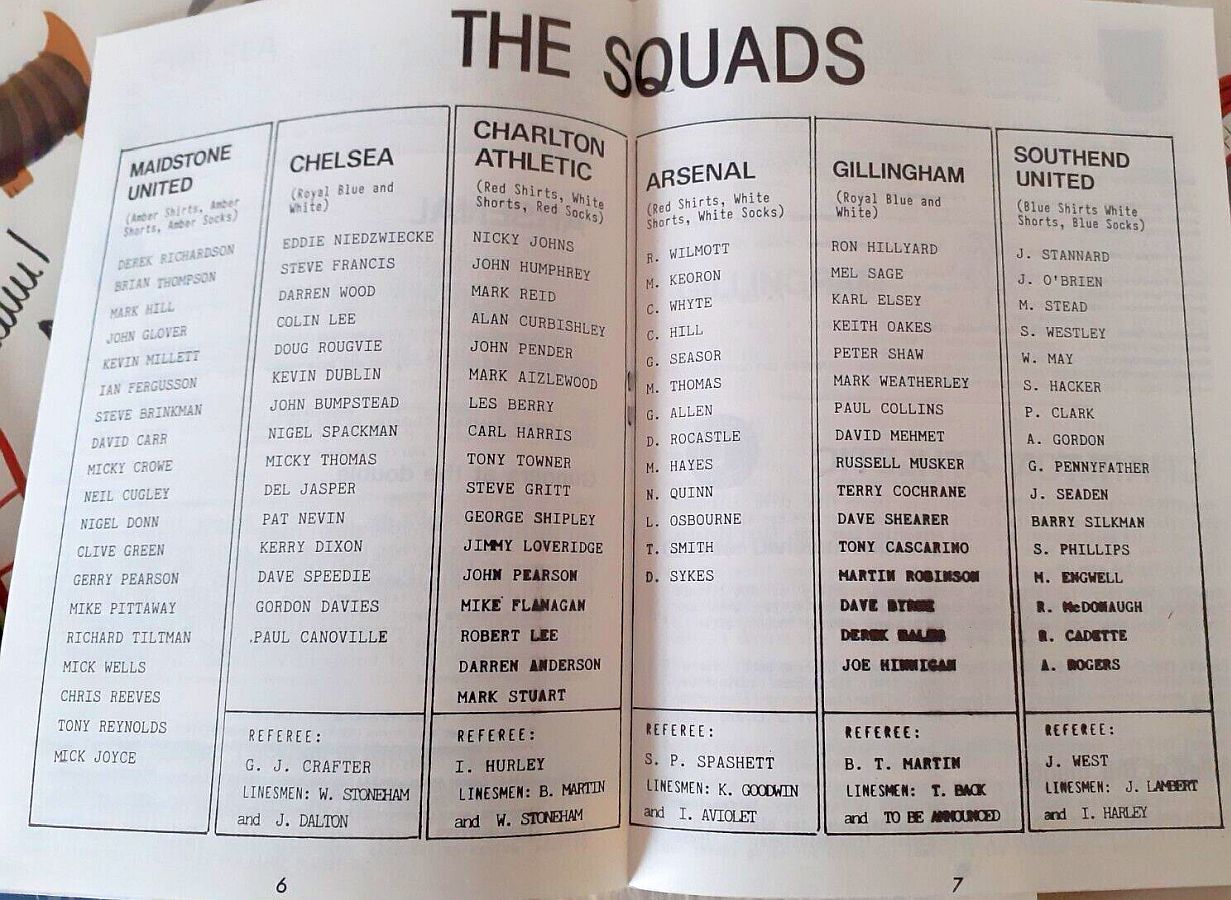 THE SQUADS
MAIDSTONE
UNITED
(Amber Shirts, Amber
Shorts, Amber Socks)
DEREK RICHARDSON
BRIAN THOMPSON
MARK HILL
JOHN GLOVER
KEVIN MILLETT
IAN FERGUSSON
STEVE BRINKMAN
DAVID CARR
MICKY CROWE
NEIL CUGLEY
NIGEL DONN
CLIVE GREEN
GERRY PEARSON
MIKE PITTAWAY
RICHARD TILTMAN
MICK WELLS
CHRIS REEVES
TONY REYNOLDS
MICK JOYCE
CHELSEA
(Royal Blue and
White)
EDDIE NIEDZWIECKE
STEVE FRANCIS
DARREN WOOD
COLIN LEE
DOUG ROUGVIE
KEVIN DUBLIN
JOHN BUMPSTEAD
NIGEL SPACKMAN
MICKY THOMAS
DEL JASPER
PAT NEVIN
KERRY DIXON
DAVE SPEEDIE
GORDON DAVIES
PAUL CANOVILLE
REFEREE:
G. J. CRAFTER
LINESMEN: W. STONEHAM
and J. DALTON
CHARLTON
ATHLETIC
(Red Shirts, White
Shorts, Red Socks)
NICKY JOHNS
JOHN HUMPHREY
MARK REID
ALAN CURBISHLEY
JOHN PENDER
MARK AIZLEWOOD
LES BERRY
CARL HARRIS
TONY TOWNER
STEVE GRITT
GEORGE SHIPLEY
JIMMY LOVERIDGE
JOHN PEARSON
MIKE FLANAGAN
ROBERT LEE
DARREN ANDERSON
MARK STUART
REFEREE:
I. HURLEY
LINESMEN: B. MARTIN
and W. STONEHAM
ARSENAL
(Red Shirts, White
Shorts, White Socks)
R. WILMOTT
M. KEORON
C. WHYTE
C. HILL
G. SEASOR
M. THOMAS
G. ALLEN
D. ROCASTLE
M. HAYES
N. QUINN
L. OSBOURNE
T. SMITH
D. SYKES
REFEREE:
S. P. SPASHETT
LINESMEN: K. GOODWIN
and I. AVIOLET
GILLINGHAM
(Royal Blue and
White)
RON HILLYARD
MEL SAGE
KARL ELSEY
KEITH OAKES
PETER SHAW
MARK WEATHERLEY
PAUL COLLINS
DAVID MEHMET
RUSSELL MUSKER
TERRY COCHRANE
DAVE SHEARER
TONY CASCARINO
MARTIN ROBINSON
DAVE BYRNE
DEREK HALES
JOE HINNIGAN
REFEREE:
B. T. MARTIN
LINESMEN: T. BACK
and TO BE ANNOUNCED
SOUTHEND
UNITED
(Blue Shirts White
Shorts, Blue Socks)
J. STANNARD
J. O'BRIEN
M. STEAD
S. WESTLEY
W. MAY
S. HACKER
P. CLARK
A. GORDON
G. PENNYFATHER
J. SEADEN
BARRY SILKMAN
S. PHILLIPS
M. ENGWELL
R. McDONAUGH
R. CADETTE
A. ROGERS
REFEREE:
J. WEST
LINESMEN: J. LAMBERT
and I. HARLEY
6
7